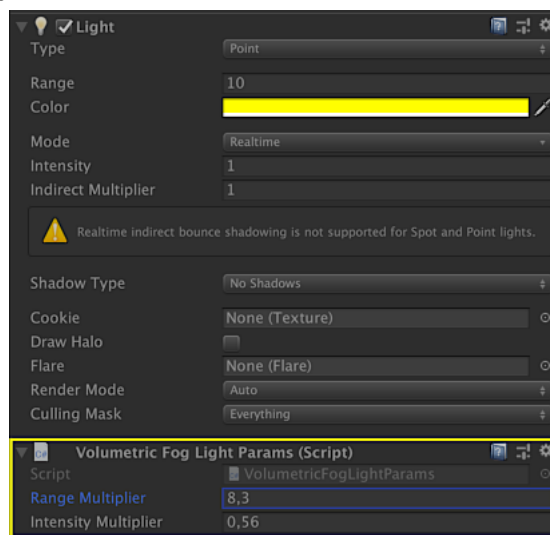 Light
Type Point
Range 10
Color
Mode Realtime
Intensity 1
Indirect Multiplier 1
Realtime indirect bounce shadowing is not supported for Spot and Point lights.
Shadow Type No Shadows
Cookie None (Texture)
Draw Halo
Flare None (Flare)
Render Mode Auto
Culling Mask Everything
Volumetric Fog Light Params (Script)
Script VolumetricFogLightParams
Range Multiplier 8,3
Intensity Multiplier 0,56